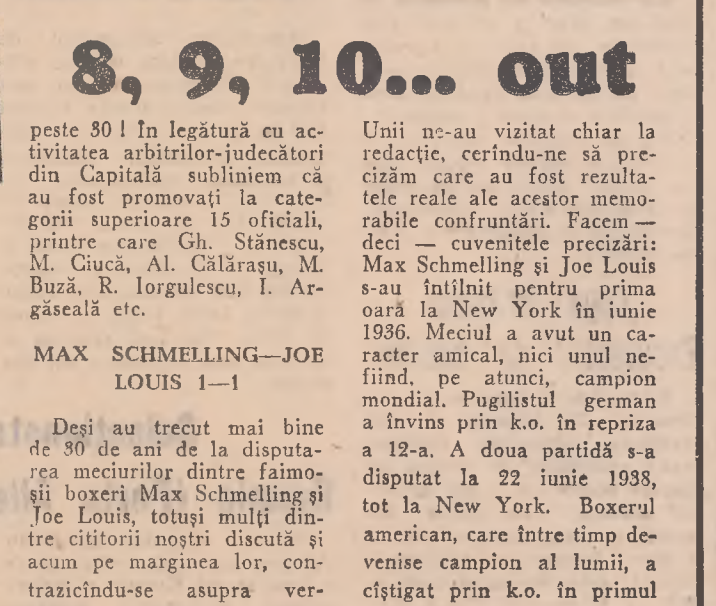 8, 9, 10... out
peste 30 ! În legătură cu ac-
tivitatea arbitrilor-judecători
din Capitală subliniem că
au fost promovați la cate-
gorii superioare 15 oficiali,
printre care Gh. Stănescu,
M. Ciucă, Al. Călărașu, M.
Buză, R. Iorgulescu, I. Ar-
găseală etc.
MAX SCHMELLING—JOE
LOUIS 1—1
Deși au trecut mai bine
de 30 de ani de la disputa-
rea meciurilor dintre faimo-
șii boxeri Max Schmelling și
Joe Louis, totuși mulți din-
tre cititorii noștri discută și
acum pe marginea lor, con-
trazicîndu-se asupra ver-
Unii ne-au vizitat chiar la
redacție, cerîndu-ne să pre-
cizăm care au fost rezulta-
tele reale ale acestor memo-
rabile confruntări. Facem —
deci — cuvenitele precizări:
Max Schmelling și Joe Louis
s-au întîlnit pentru prima
oară la New York în iunie
1936. Meciul a avut un ca-
racter amical, nici unul ne-
fiind, pe atunci, campion
mondial. Pugilistul german
a învins prin k.o. în repriza
a 12-a. A doua partidă s-a
disputat la 22 iunie 1938,
tot la New York. Boxerul
american, care între timp de-
venise campion al lumii, a
cîștigat prin k.o. în primul